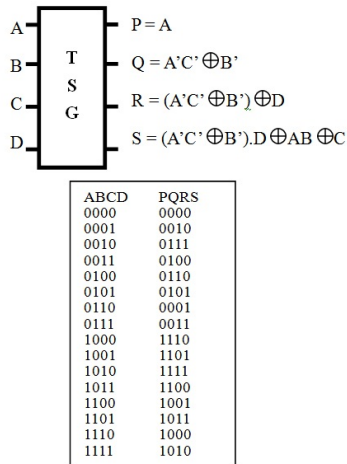 A P = A
B T Q = A'C' ⊕B'
S
C G R = (A'C' ⊕B') ⊕D
D S = (A'C' ⊕B').D ⊕AB ⊕C
ABCD PQRS
0000 0000
0001 0010
0010 0111
0011 0100
0100 0110
0101 0101
0110 0001
0111 0011
1000 1110
1001 1101
1010 1111
1011 1100
1100 1001
1101 1011
1110 1000
1111 1010